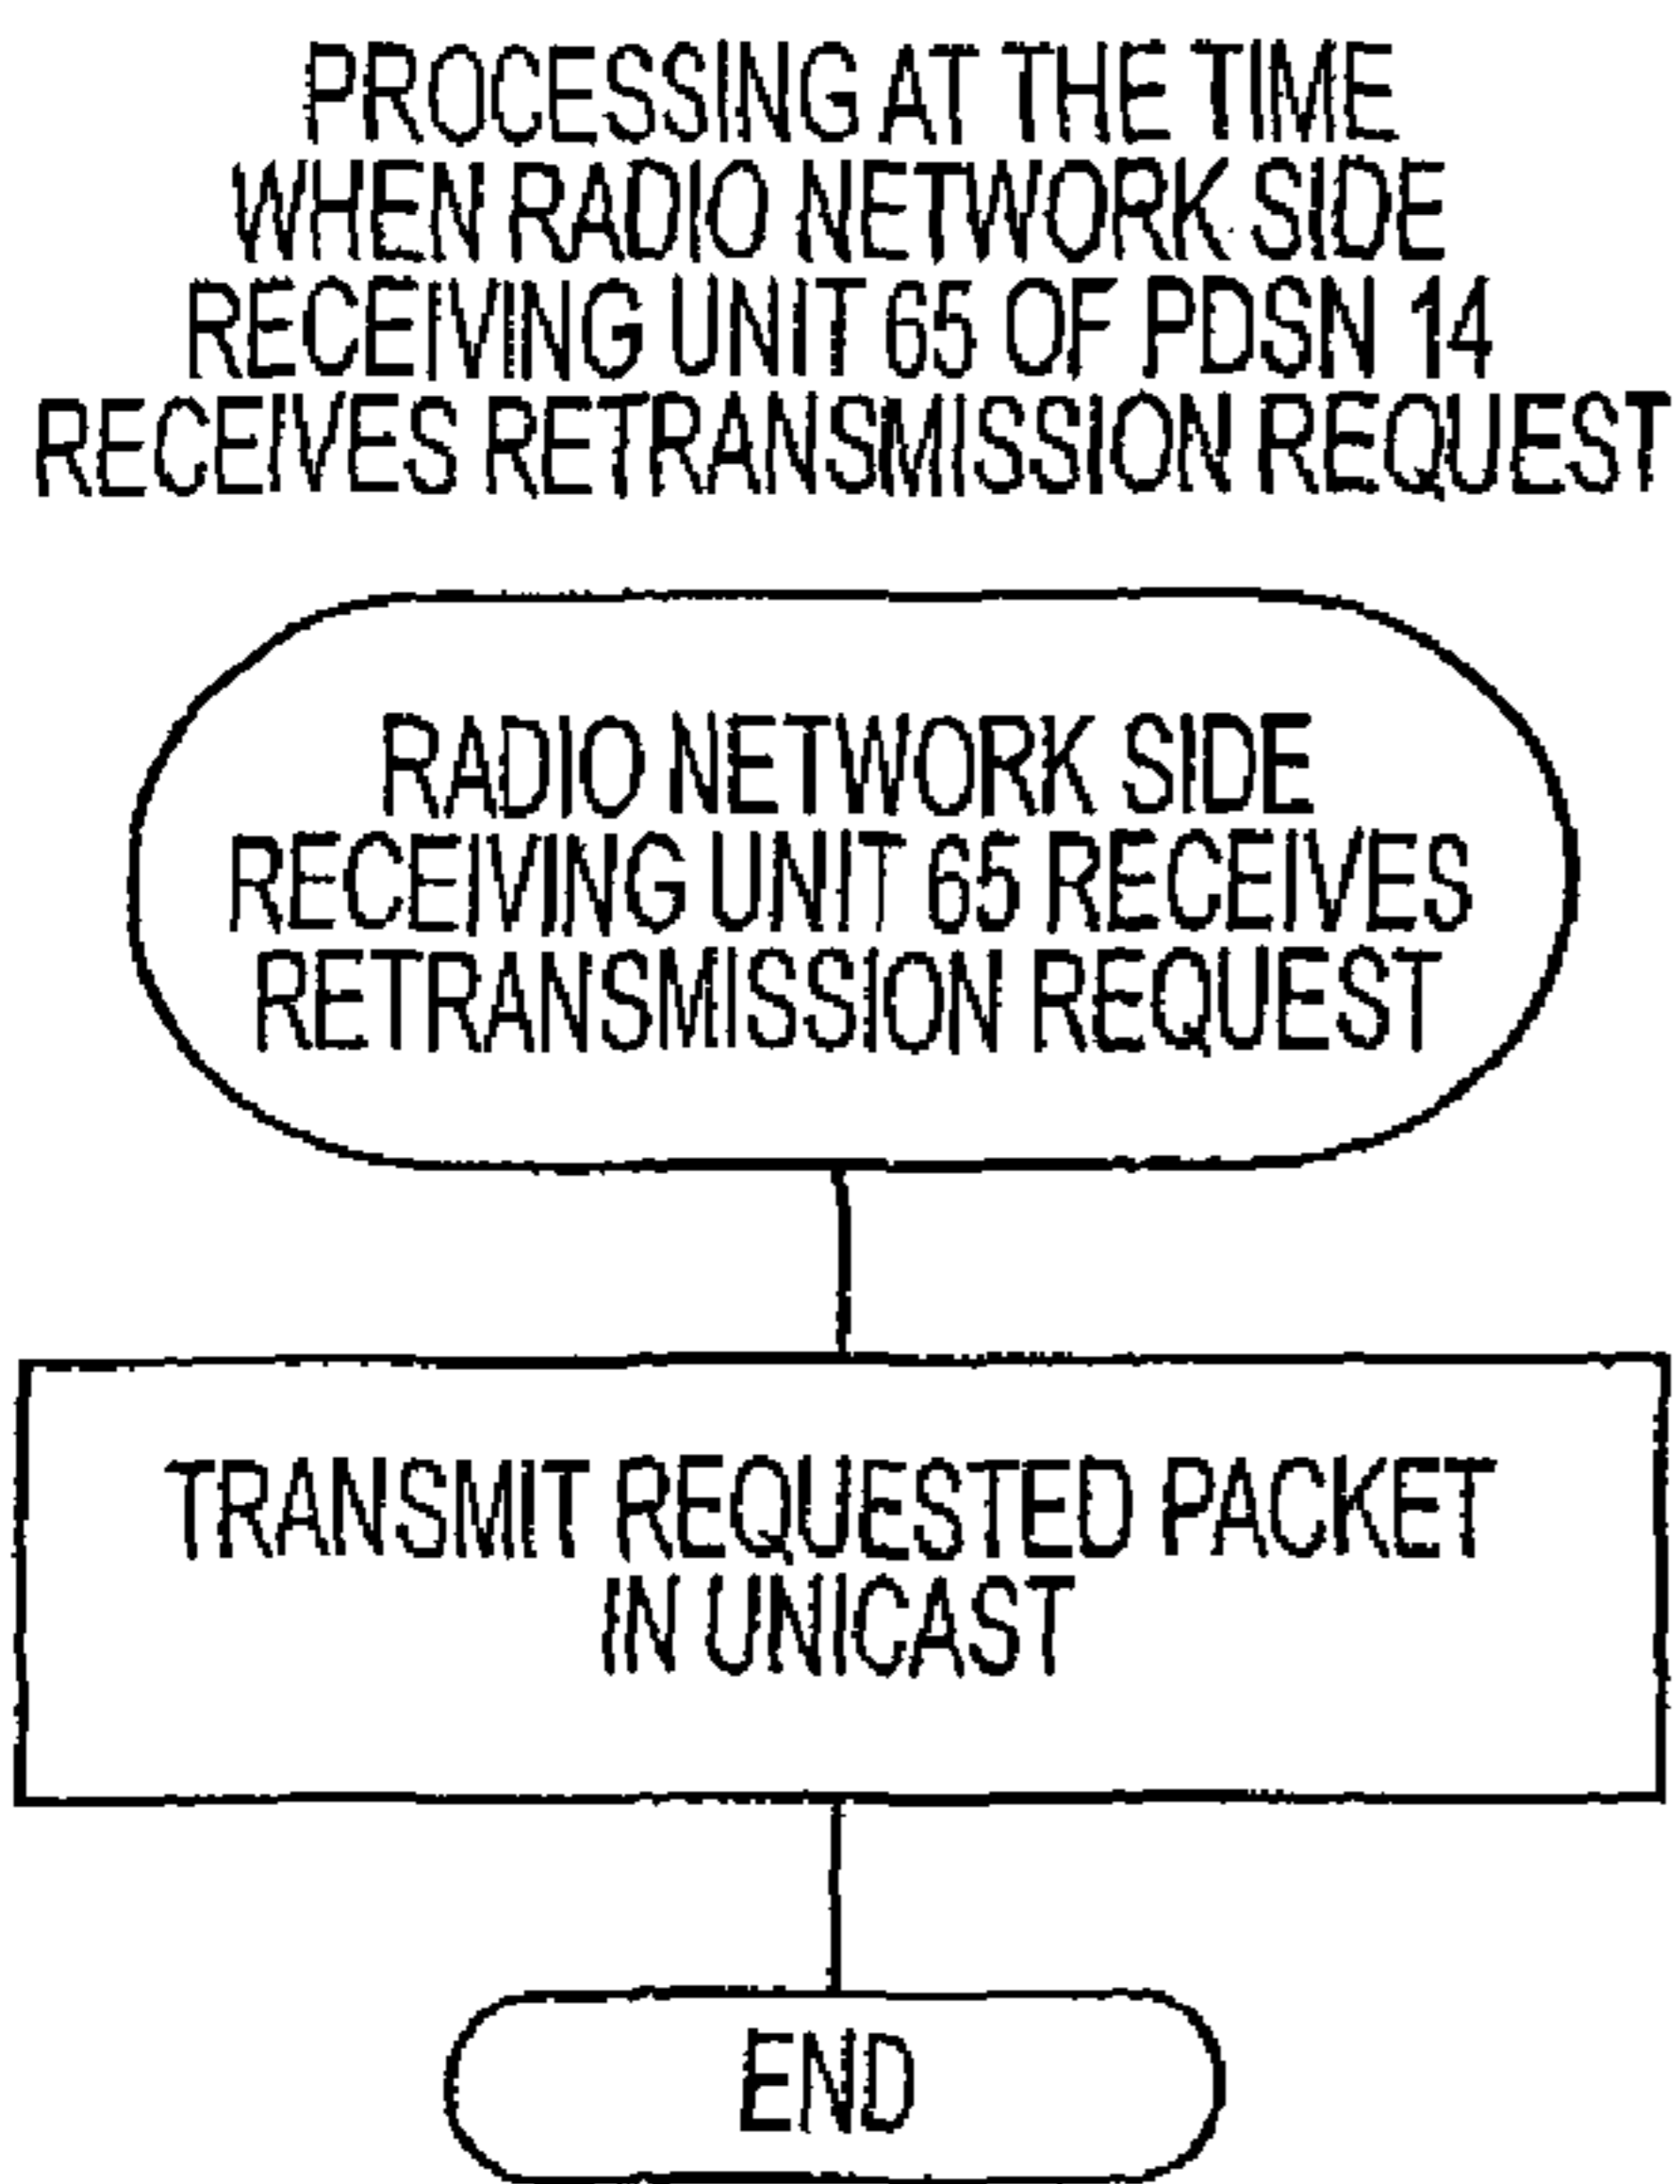 PROCESSING AT THE TIME
WHEN RADIO NETWORK SIDE
RECEIVING UNIT 65 OF PDSN 14
RECEIVES RETRANSMISSION REQUEST
RADIO NETWORK SIDE
RECEIVING UNIT 65 RECEIVES
RETRANSMISSION REQUEST
TRANSMIT REQUESTED PACKET
IN UNICAST
END